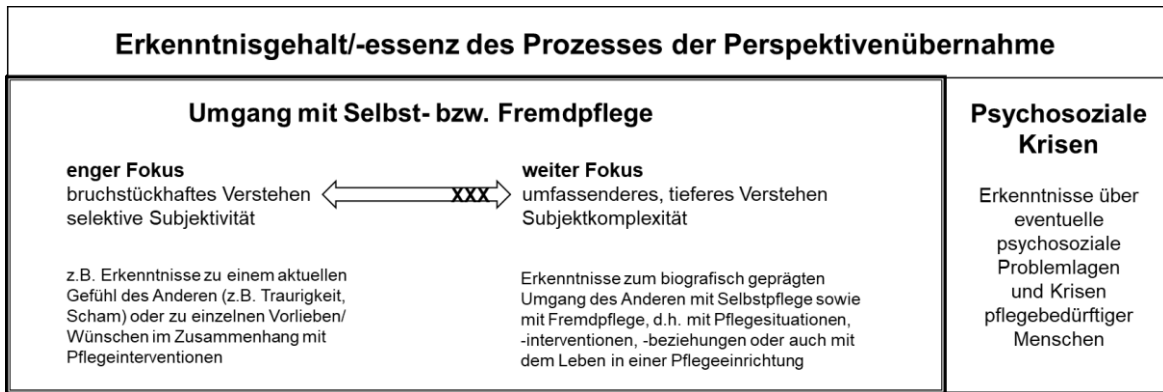 Erkenntnisgehalt/-essenz des Prozesses der Perspektivenübernahme
Umgang mit Selbst- bzw. Fremdpflege
enger Fokus
bruchstückhaftes Verstehen
selektive Subjektivität
XXX
weiter Fokus
umfassenderes, tieferes Verstehen
Subjektkomplexität
z.B. Erkenntnisse zu einem aktuellen
Gefühl des Anderen (z.B. Traurigkeit,
Scham) oder zu einzelnen Vorlieben/
Wünschen im Zusammenhang mit
Pflegeinterventionen
Erkenntnisse zum biografisch geprägten
Umgang des Anderen mit Selbstpflege sowie
mit Fremdpflege, d.h. mit Pflegesituationen,
-interventionen, -beziehungen oder auch mit
dem Leben in einer Pflegeeinrichtung
Psychosoziale
Krisen
Erkenntnisse über
eventuelle
psychosoziale
Problemlagen
und Krisen
pflegebedürftiger
Menschen